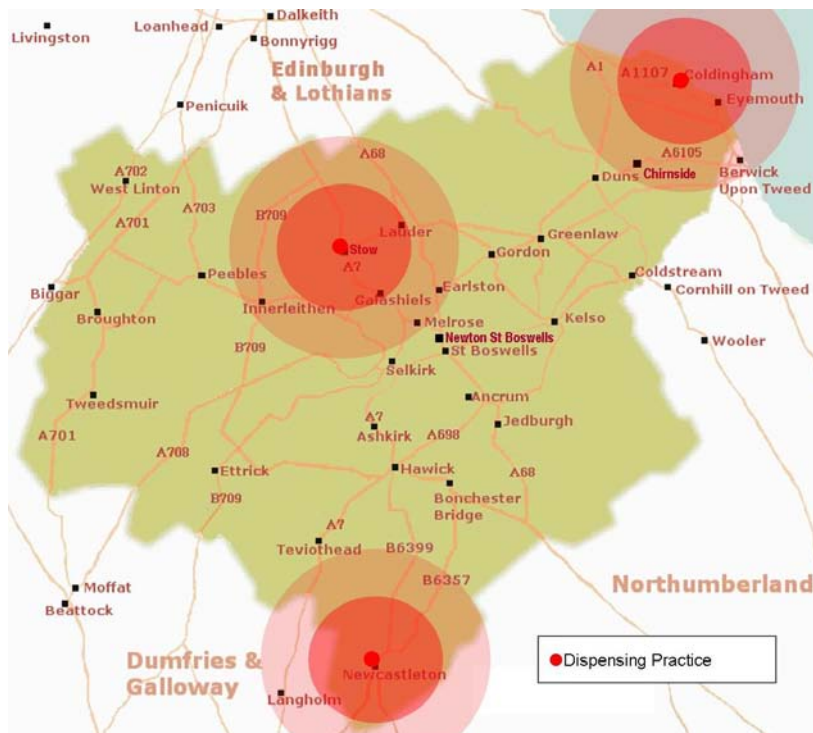 Dalkeith
Livingston
Loanhead
Bonnyrigg
Edinburgh
& Lothians
A1
A1107
Coldingham
Eyemouth
Penicuik
A68
A6105
A702
West Linton
Duns
Chirnside
Berwick
Upon Tweed
A701
A703
B709
Lauder
Greenlaw
Stow
Gordon
A7
Peebles
Coldstream
Biggar
Innerleithen
Galashiels
Earlston
Cornhill on Tweed
Broughton
Melrose
Kelso
Newton St Boswells
Wooler
B709
St Boswells
Selkirk
Tweedsmuir
Ancrum
A7
Jedburgh
A701
Ashkirk
A698
A708
Ettrick
Hawick
A68
B709
Bonchester
Bridge
A7
Teviothead
B6399
B6357
Moffat
Northumberland
Beattock
Dumfries &
Galloway
Dispensing Practice
Newcastleton
Langholm